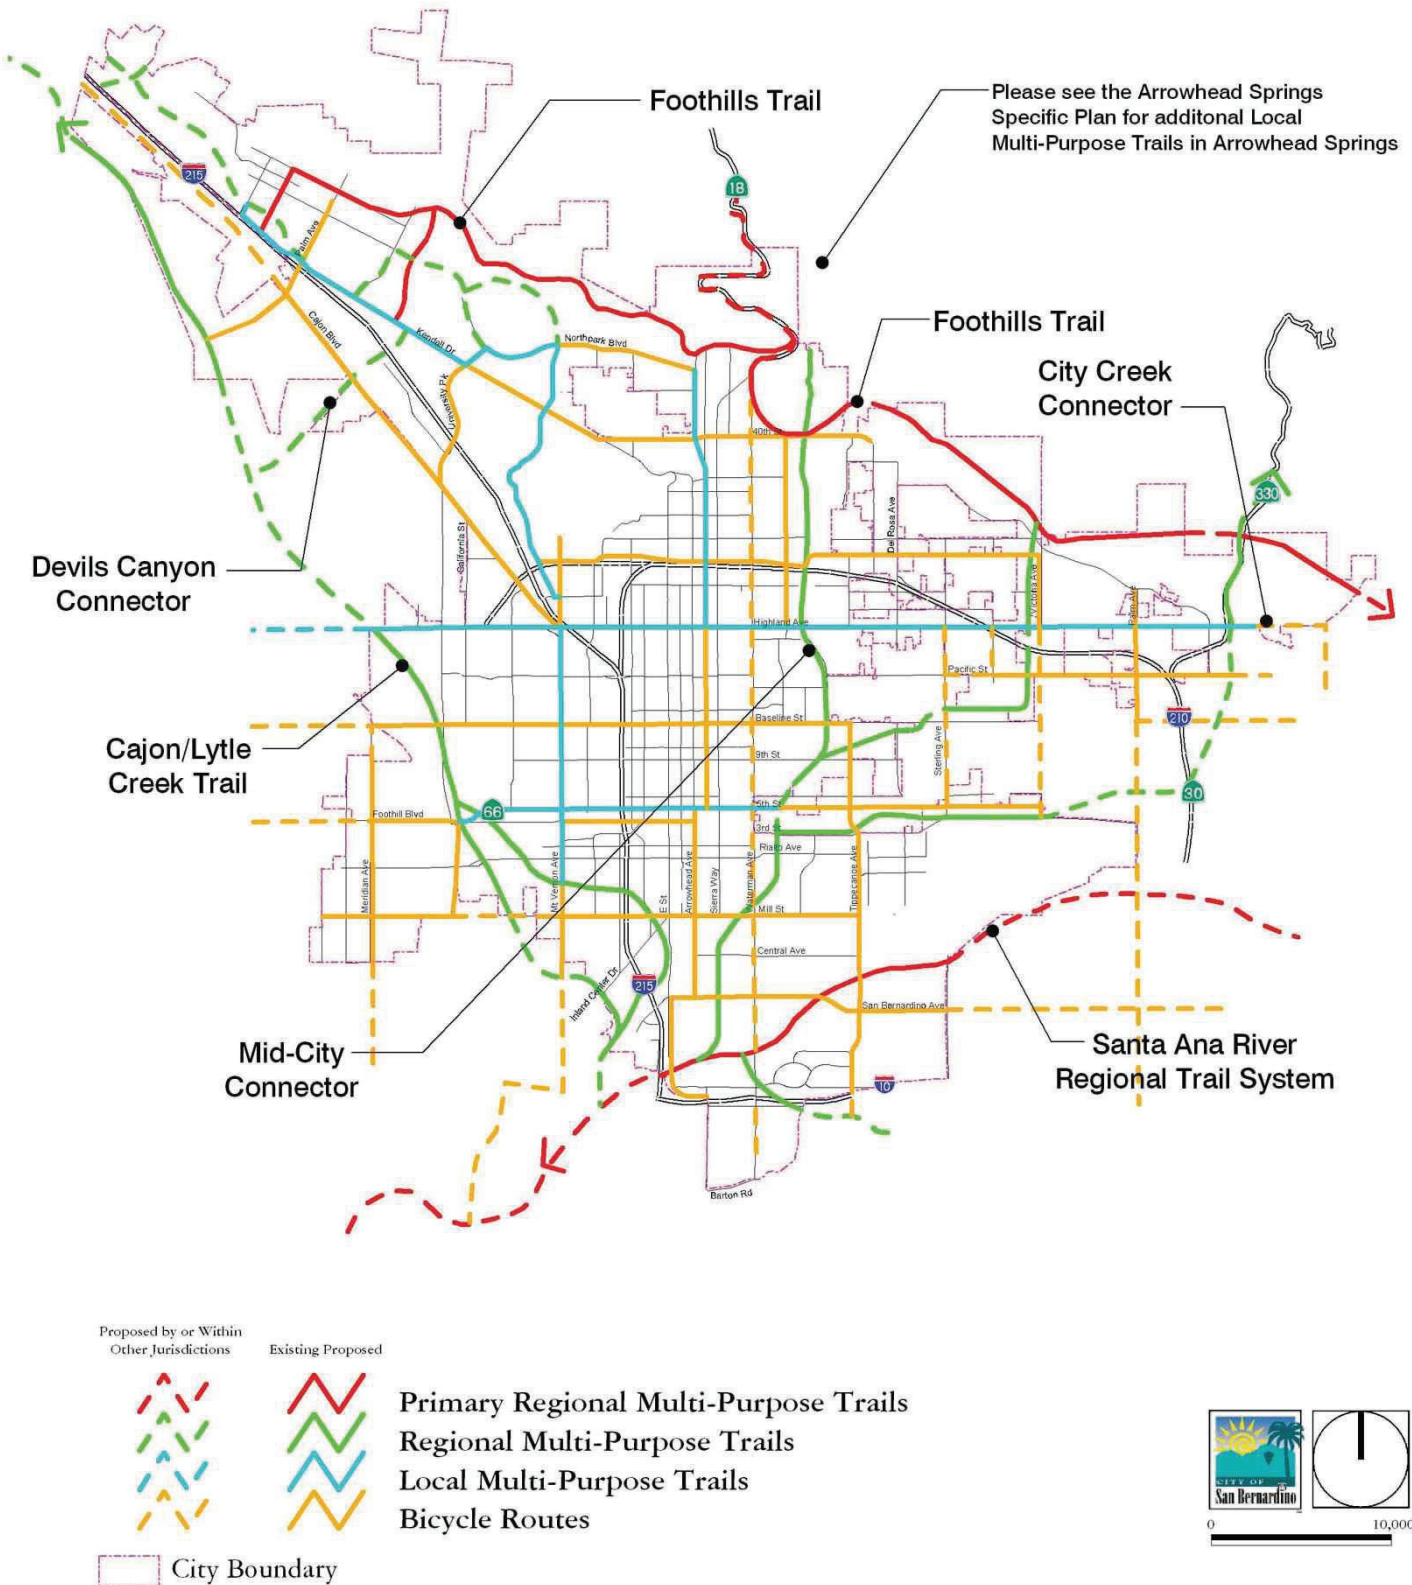 Foothills Trail
Please see the Arrowhead Springs
Specific Plan for additonal Local
Multi-Purpose Trails in Arrowhead Springs
215
18
Palm Ave
Foothills Trail
Cajon Blvd
Kendall Dr
Northpark Blvd
City Creek
Connector
University Pk
40th St
330
Del Rosa Ave
California St
Devils Canyon
Connector
Victoria Ave
Palm Ave
Highland Ave
Pacific St
Baseline St
210
Cajon/Lytle
Creek Trail
9th St
Sterling Ave
30
66
5th St
Foothill Blvd
3rd St
Rialto Ave
Meridian Ave
Mt Vernon Ave
E St
Arrowhead Ave
Sierra Way
Waterman Ave
Tippecanoe Ave
Mill St
Central Ave
Inland Center Dr
215
San Bernardino Ave
Mid-City
Connector
Santa Ana River
Regional Trail System
10
Barton Rd
Proposed by or Within
Other Jurisdictions
Existing Proposed
Primary Regional Multi-Purpose Trails
Regional Multi-Purpose Trails
Local Multi-Purpose Trails
Bicycle Routes
City Boundary
CITY OF
San Bernardino
0 10,000